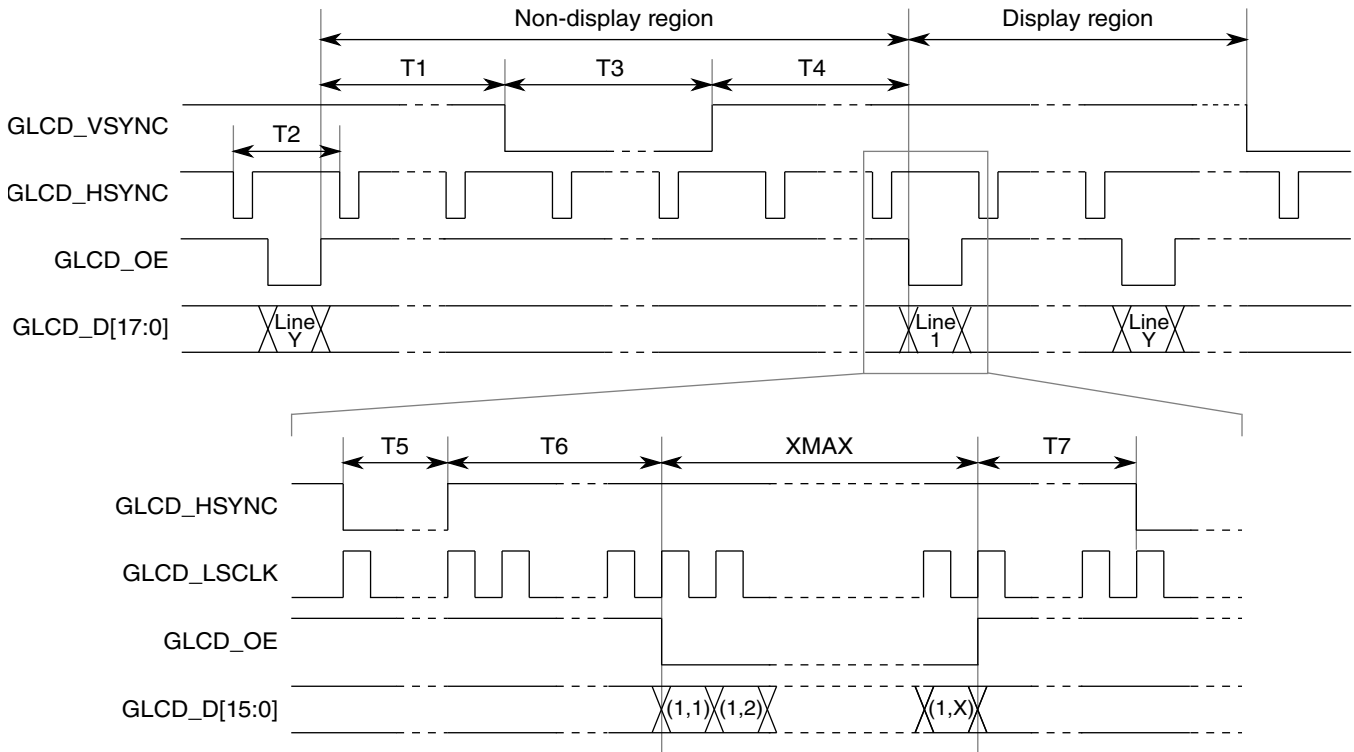 Non-display region
Display region
T1
T3
T4
GLCD_VSYNC
T2
GLCD_HSYNC
GLCD_OE
GLCD_D[17:0]
Line
Y
Line
1
Line
Y
T5
T6
XMAX
T7
GLCD_HSYNC
GLCD_LSCLK
GLCD_OE
GLCD_D[15:0]
(1,1)
(1,2)
(1,X)